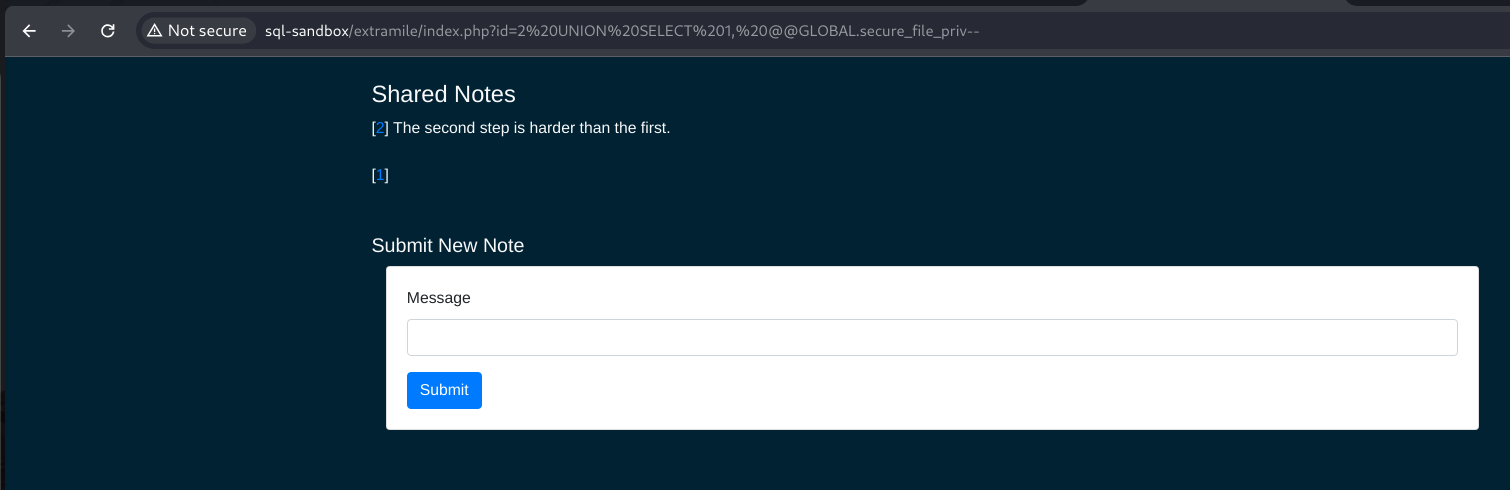 Not secure sql-sandbox/extramile/index.php?id=2%20UNION%20SELECT%201,%20@@GLOBAL.secure_file_priv--
Shared Notes
[2] The second step is harder than the first.
[1]
Submit New Note
Message
Submit